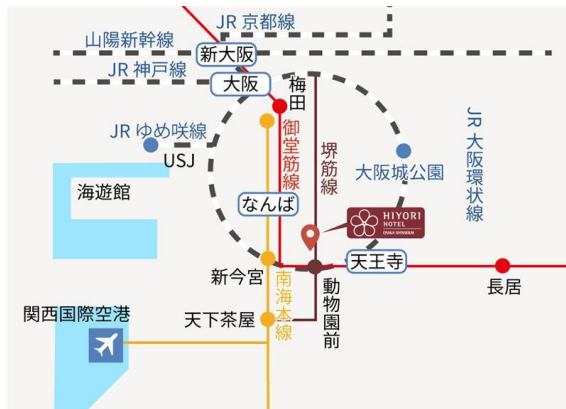 JR 京都線
山陽新幹線
新大阪
JR 神戸線
大阪
梅田
JR ゆめ咲線
USJ
御堂筋線
堺筋線
大阪城公園
JR 大阪環状線
海遊館
なんば
HIYORI
HOTEL
OSAKA SHINSEKAI
新今宮
天王寺
長居
関西国際空港
天下茶屋
南海本線
動物園前